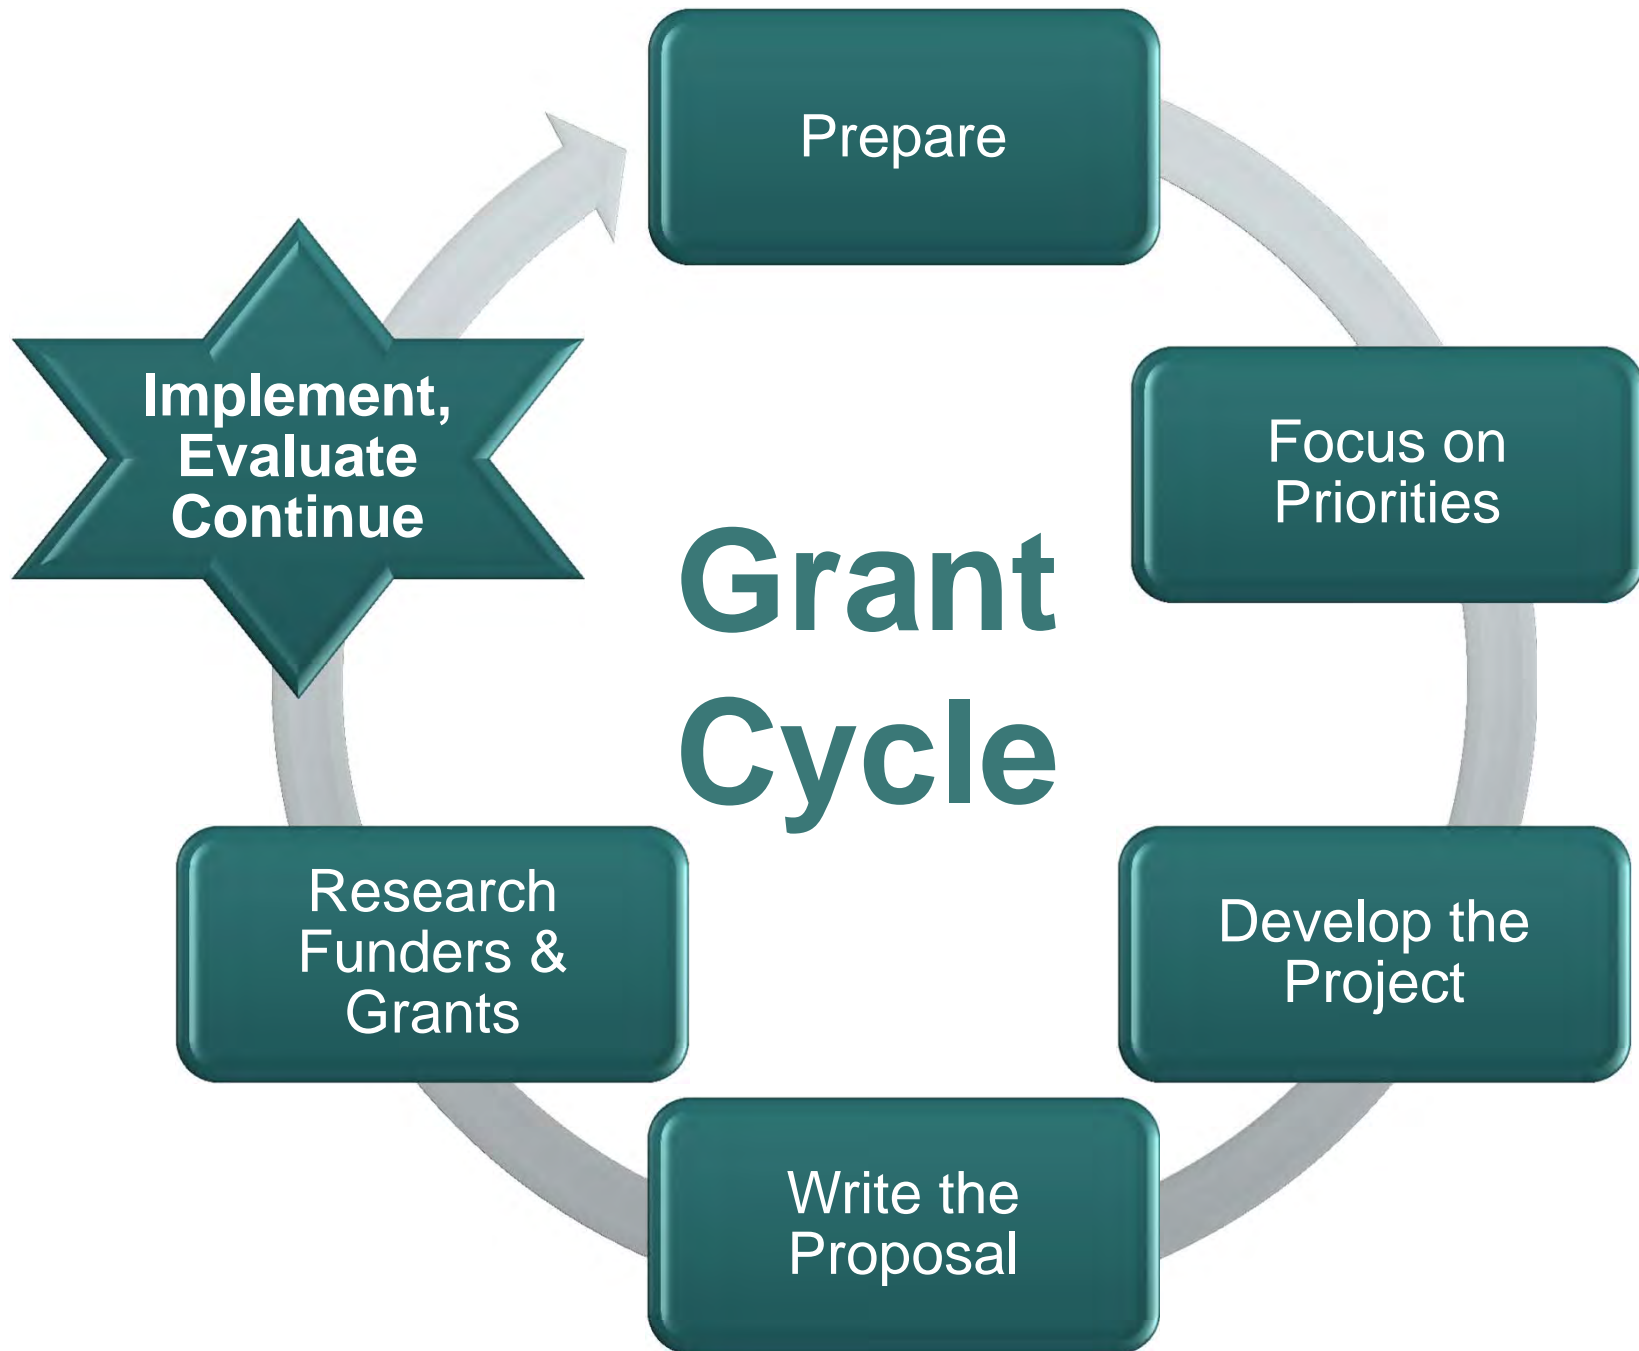 Prepare
Focus on
Priorities
Develop the
Project
Write the
Proposal
Research
Funders &
Grants
Implement,
Evaluate
Continue
Grant
Cycle